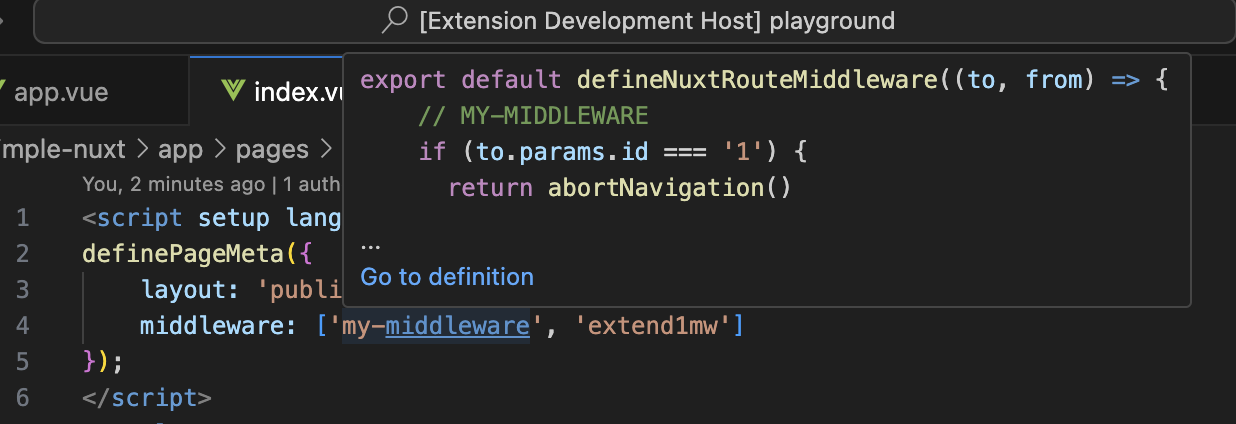 [Extension Development Host] playground
app.vue
index.vu
mple-nuxt > app > pages >
You, 2 minutes ago | 1 auth
export default defineNuxtRouteMiddleware((to, from) => {
// MY-MIDDLEWARE
if (to.params.id === '1') {
return abortNavigation()
...
Go to definition
1 <script setup lang
2 definePageMeta({
3 layout: 'publi
4 middleware: ['my-middleware', 'extend1mw']
5 });
6 </script>